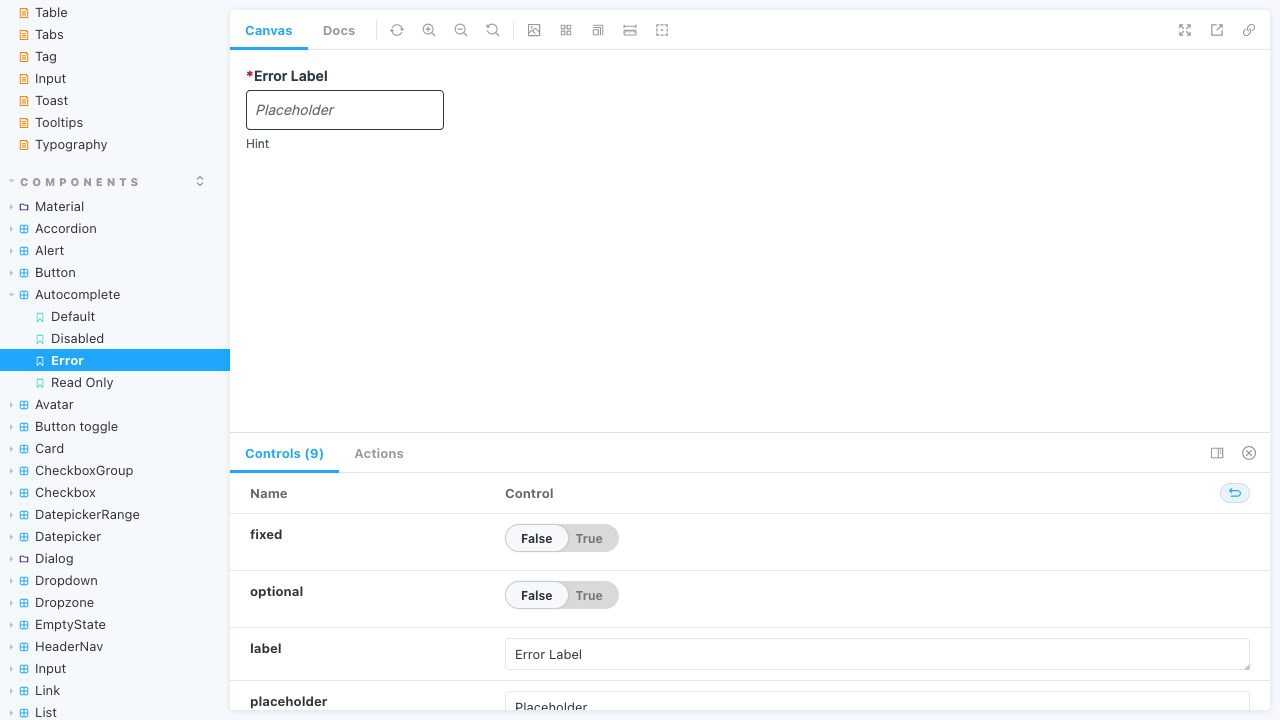 Table
Tabs
Tag
Input
Toast
Tooltips
Typography
COMPONENTS
Material
Accordion
Alert
Button
Autocomplete
Default
Disabled
Error
Read Only
Avatar
Button toggle
Card
CheckboxGroup
Checkbox
DatepickerRange
Datepicker
Dialog
Dropdown
Dropzone
EmptyState
HeaderNav
Input
Link
List
Canvas Docs
*Error Label
Placeholder
Hint
Controls (9) Actions
Name Control
fixed False True
optional False True
label Error Label
placeholder Placeholder